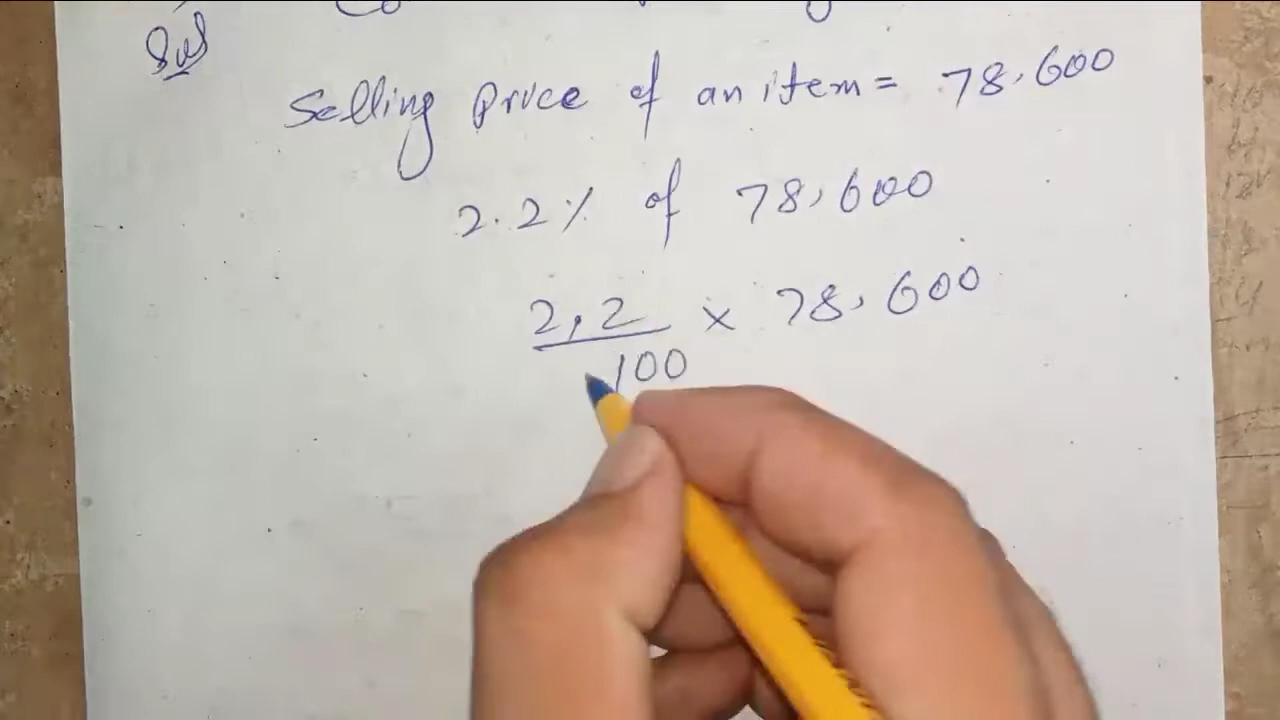 Sol
Selling price of an item = 78,600
2.2% of 78,600
2.2 × 78,600
100